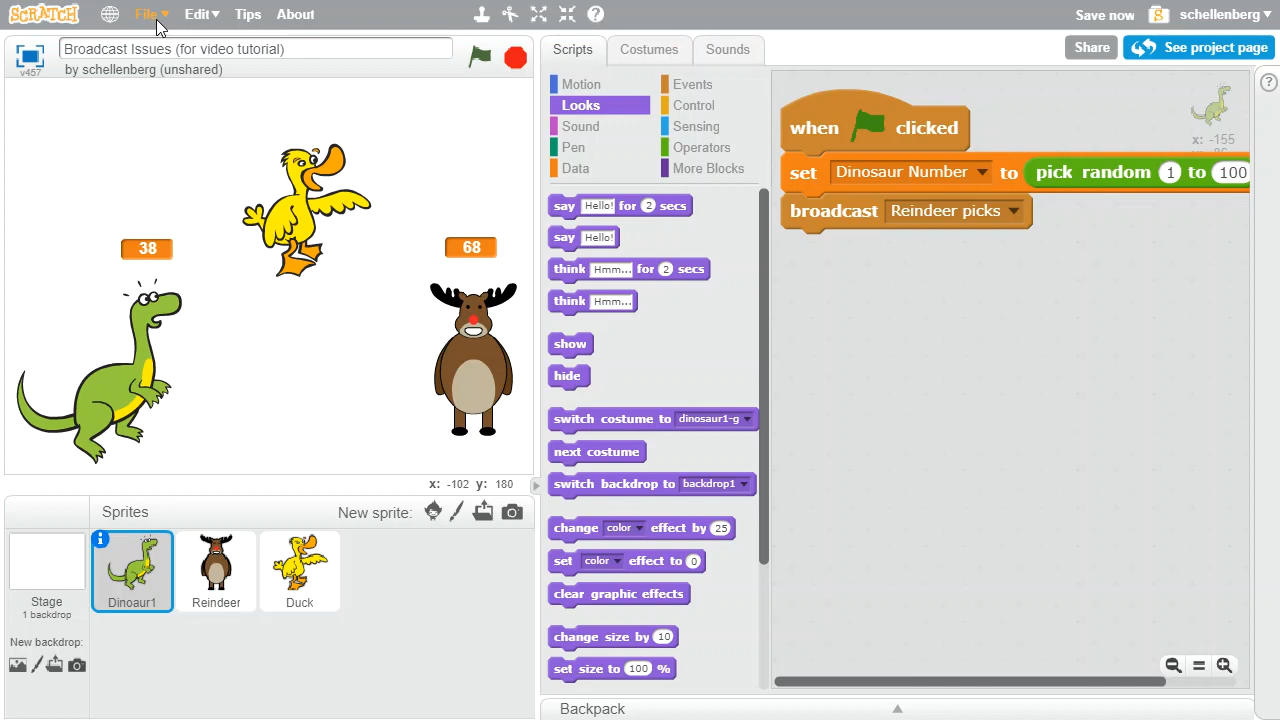 SCRATCH File Edit Tips About Save now schellenberg
Broadcast Issues (for video tutorial)
by schellenberg (unshared)
v457
Scripts Costumes Sounds
Share See project page
Motion Events
Looks Control
Sound Sensing
Pen Operators
Data More Blocks
say Hello! for 2 secs
say Hello!
think Hmm... for 2 secs
think Hmm...
show
hide
switch costume to dinosaur1-g
next costume
switch backdrop to backdrop1
change color effect by 25
set color effect to 0
clear graphic effects
change size by 10
set size to 100 %
when clicked
set Dinosaur Number to pick random 1 to 100
broadcast Reindeer picks
x: -155
38
68
x: -102 y: 180
Sprites New sprite:
Stage
1 backdrop
New backdrop:
Dinoaur1
Reindeer
Duck
Backpack